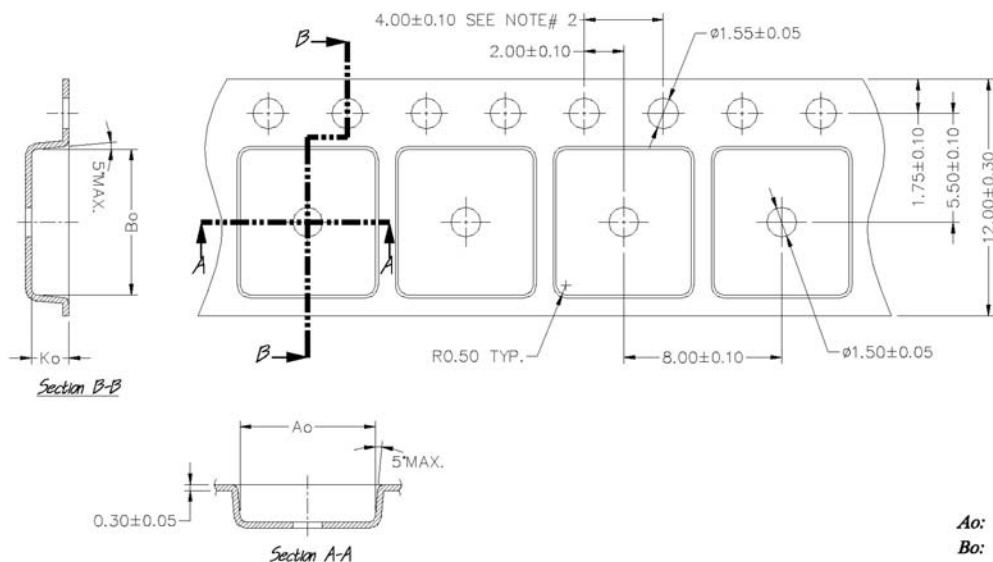 4.00±0.10 SEE NOTE# 2
B
2.00±0.10
ø1.55±0.05
1.75±0.10
5.50±0.10
12.00±0.30
5°MAX.
Bo
A
A
Ko
B
R0.50 TYP.
8.00±0.10
ø1.50±0.05
Section B-B
Ao
5°MAX.
0.30±0.05
Section A-A
Ao:
Bo: